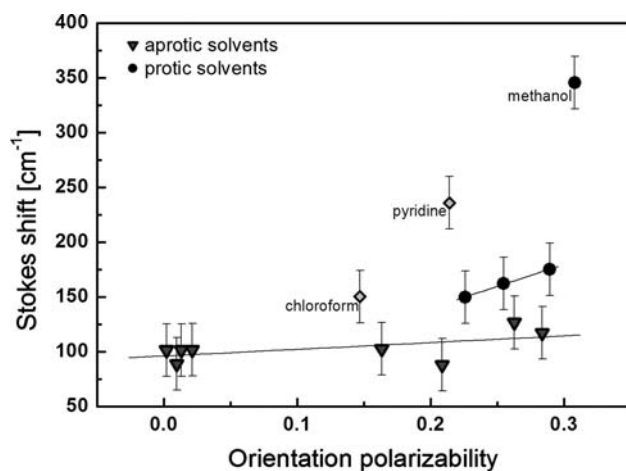 400
350
300
250
200
150
100
50
Stokes shift [cm⁻¹]
aprotic solvents
protic solvents
methanol
pyridine
chloroform
0.0 0.1 0.2 0.3
Orientation polarizability